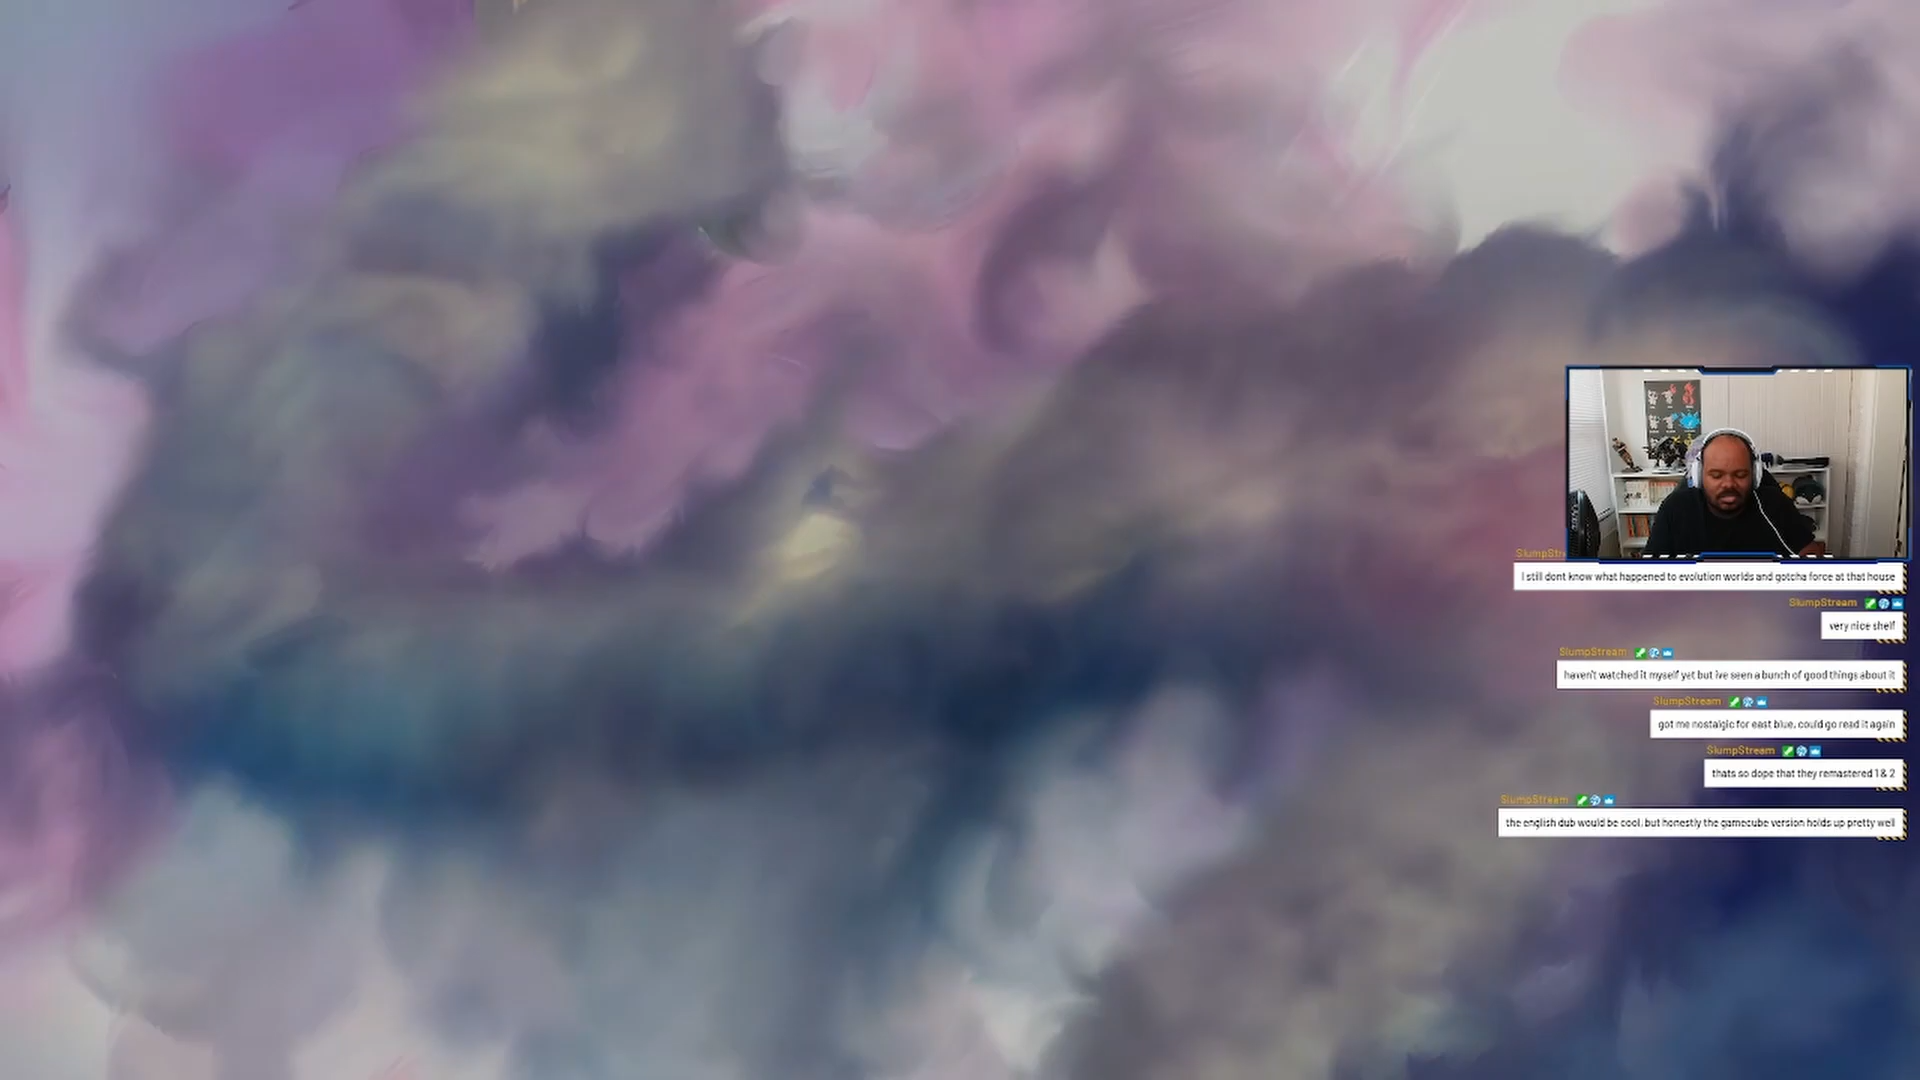 SlumpStre
I still dont know what happened to evolution worlds and gotcha force at that house
SlumpStream
very nice shelf
SlumpStream
haven't watched it myself yet but ive seen a bunch of good things about it
SlumpStream
got me nostalgic for east blue, could go read it again
SlumpStream
thats so dope that they remastered 1 & 2
SlumpStream
the english dub would be cool, but honestly the gamecube version holds up pretty well